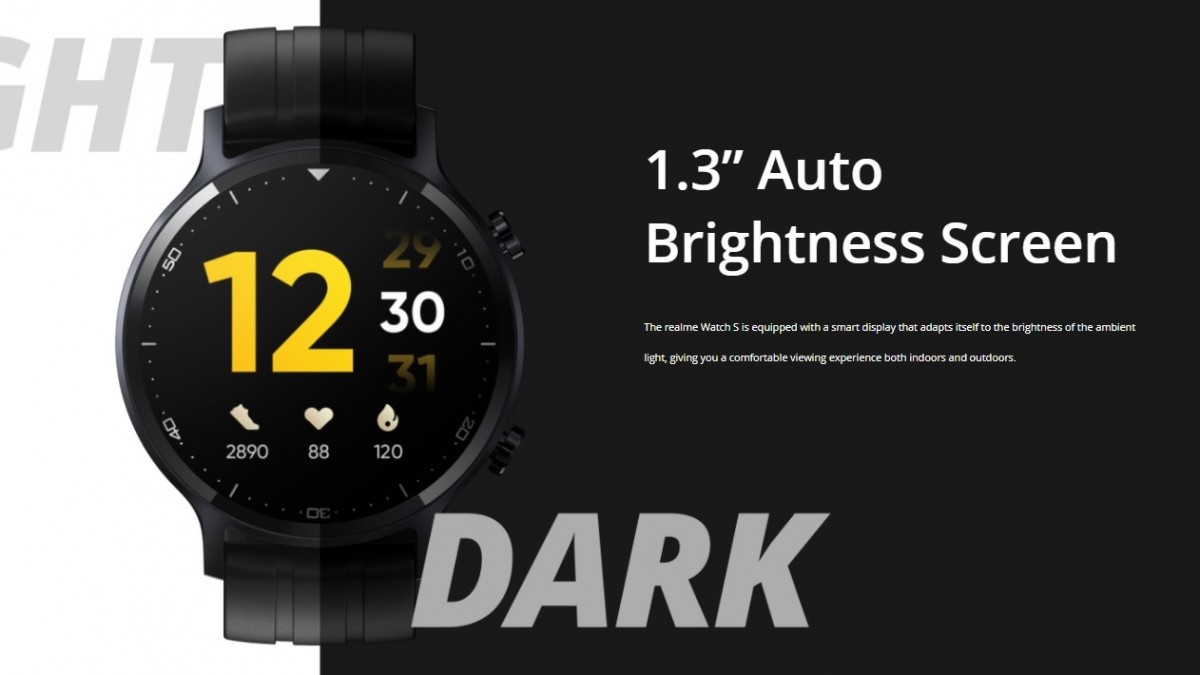 GHT
1.3” Auto
Brightness Screen
The realme Watch S is equipped with a smart display that adapts itself to the brightness of the ambient
light, giving you a comfortable viewing experience both indoors and outdoors.
50
10
12
29
30
31
40
20
2890 88 120
30
DARK